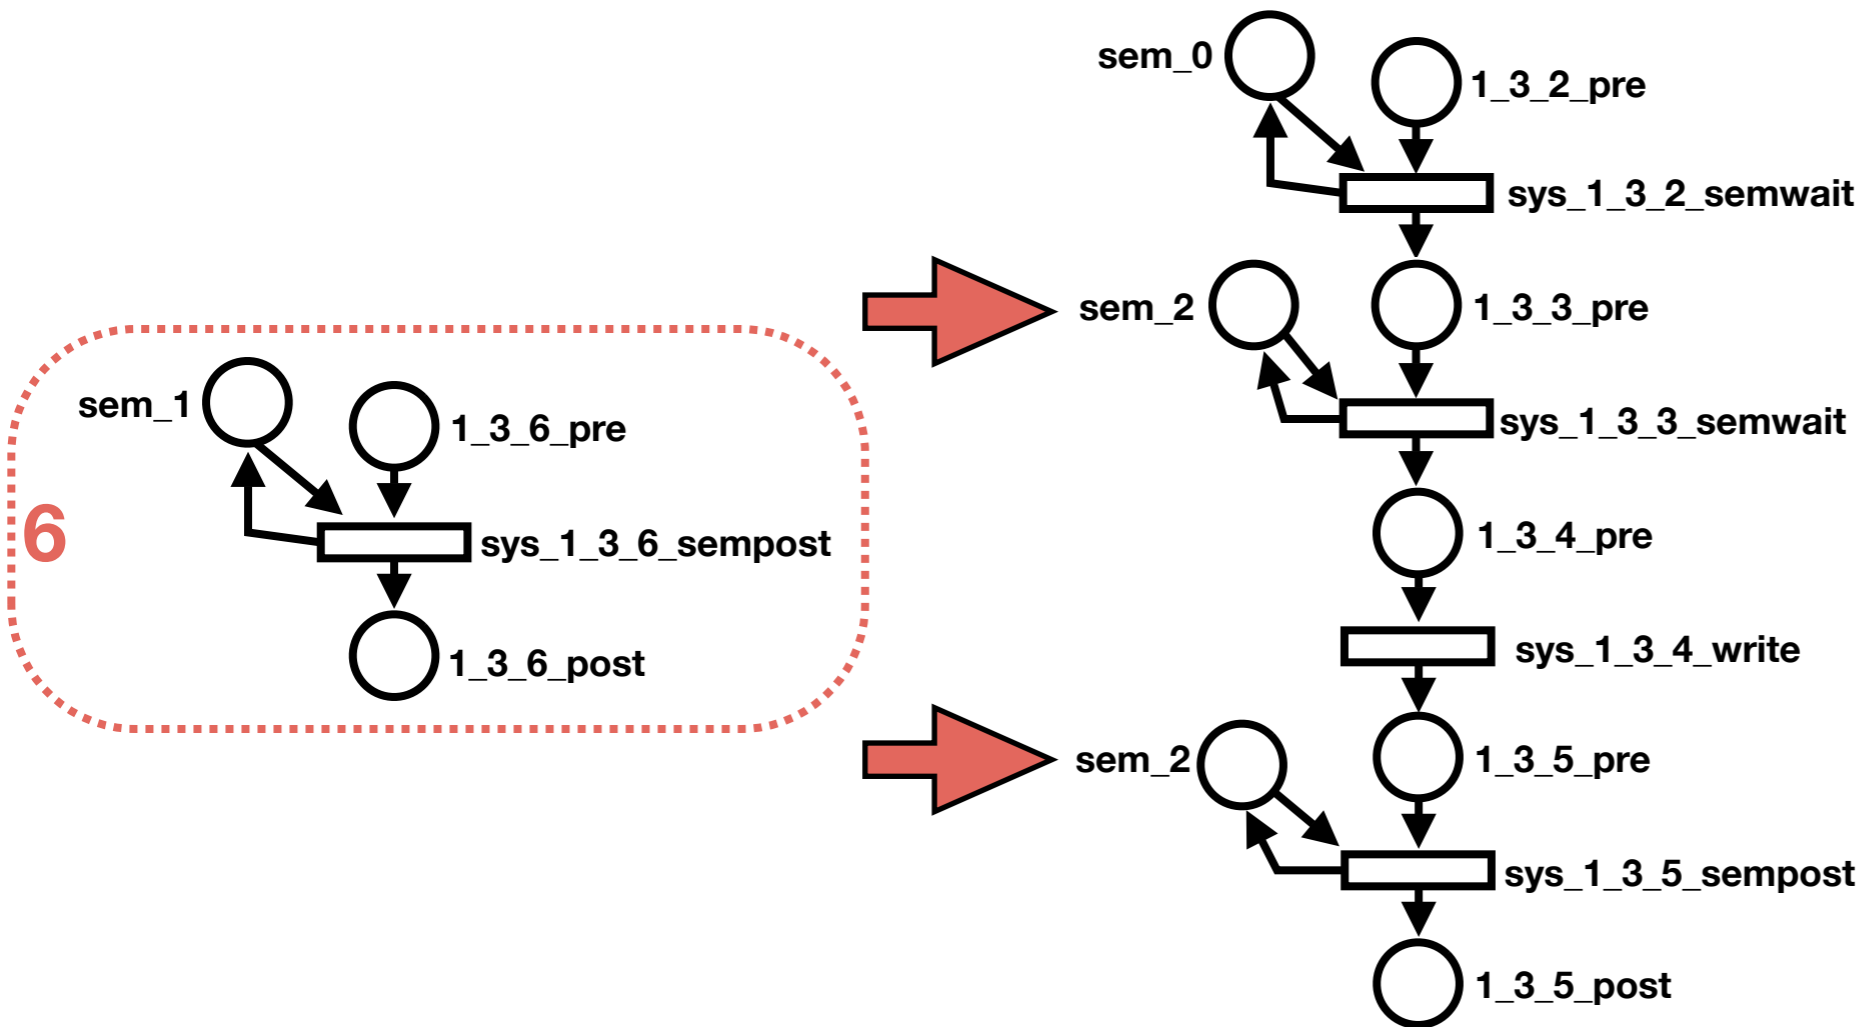 sem_0
1_3_2_pre
sys_1_3_2_semwait
sem_2
1_3_3_pre
sys_1_3_3_semwait
sem_1
1_3_6_pre
6
sys_1_3_6_sempost
1_3_6_post
1_3_4_pre
sys_1_3_4_write
sem_2
1_3_5_pre
sys_1_3_5_sempost
1_3_5_post